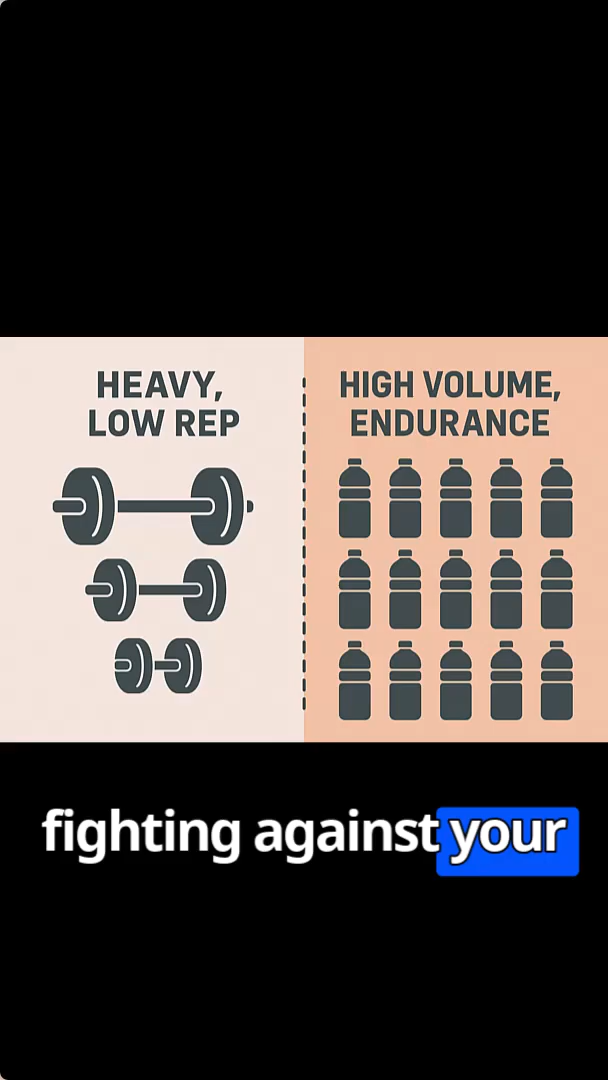 HEAVY,
LOW REP
HIGH VOLUME,
ENDURANCE
fighting against your